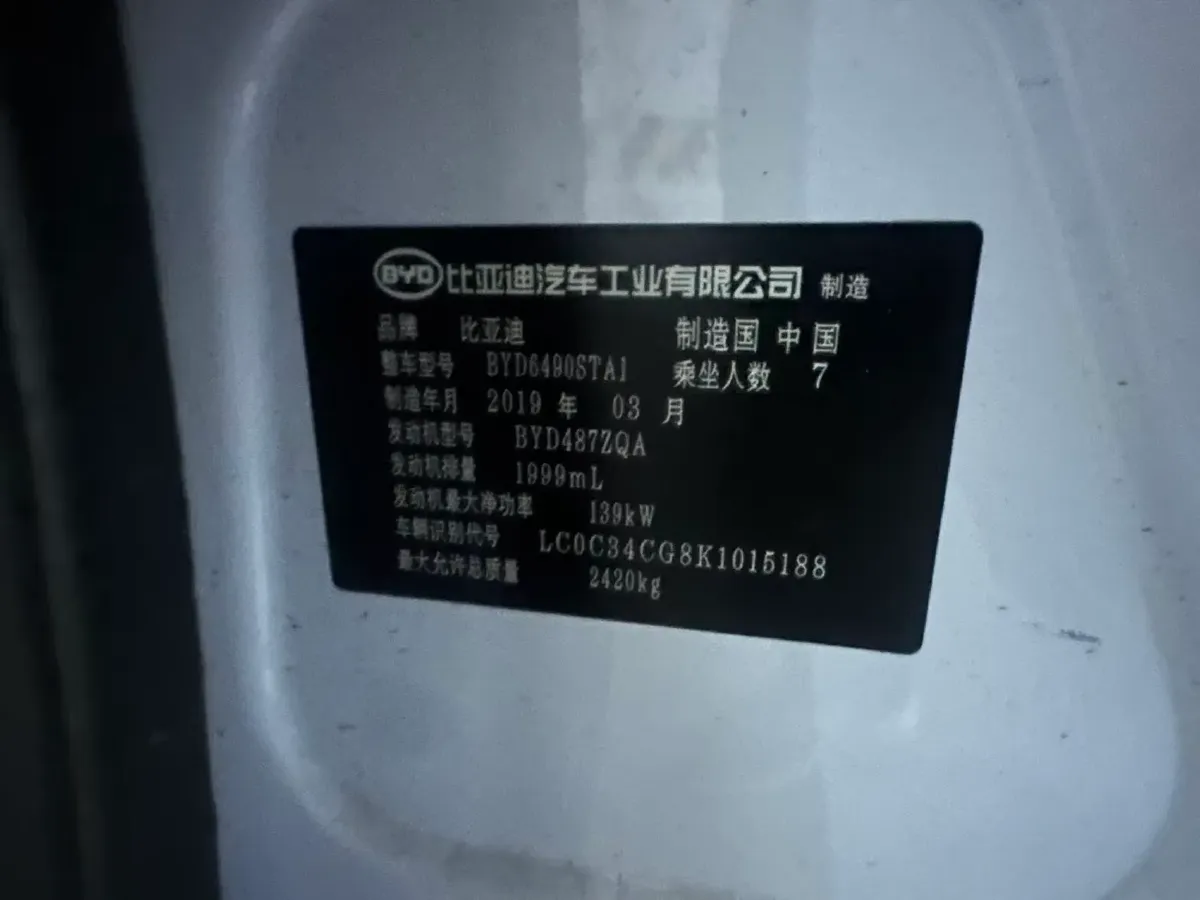 BYD 比亚迪汽车工业有限公司 制造
品牌 比亚迪 制造国 中国
整车型号 BYD6490STA1 乘坐人数 7
制造年月 2019 年 03 月
发动机型号 BYD487ZQA
发动机排量 1999mL
发动机最大净功率 139kW
车辆识别代号 LC0C34CG8K1015188
最大允许总质量 2420kg